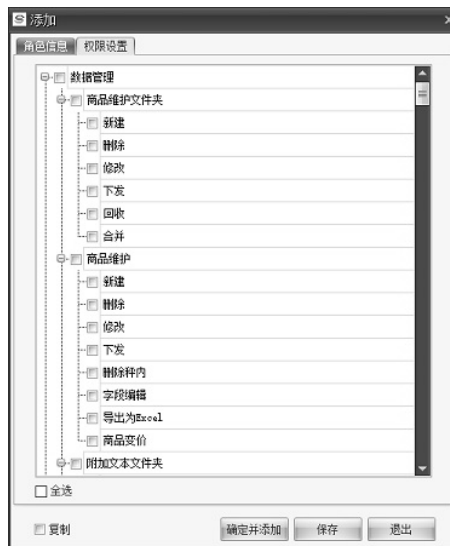 添加
角色信息 权限设置
数据管理
商品维护文件夹
新建
删除
修改
下发
回收
合并
商品维护
新建
删除
修改
下发
删除秤内
字段编辑
导出为Excel
商品变价
附加文本文件夹
全选
复制 确定并添加 保存 退出